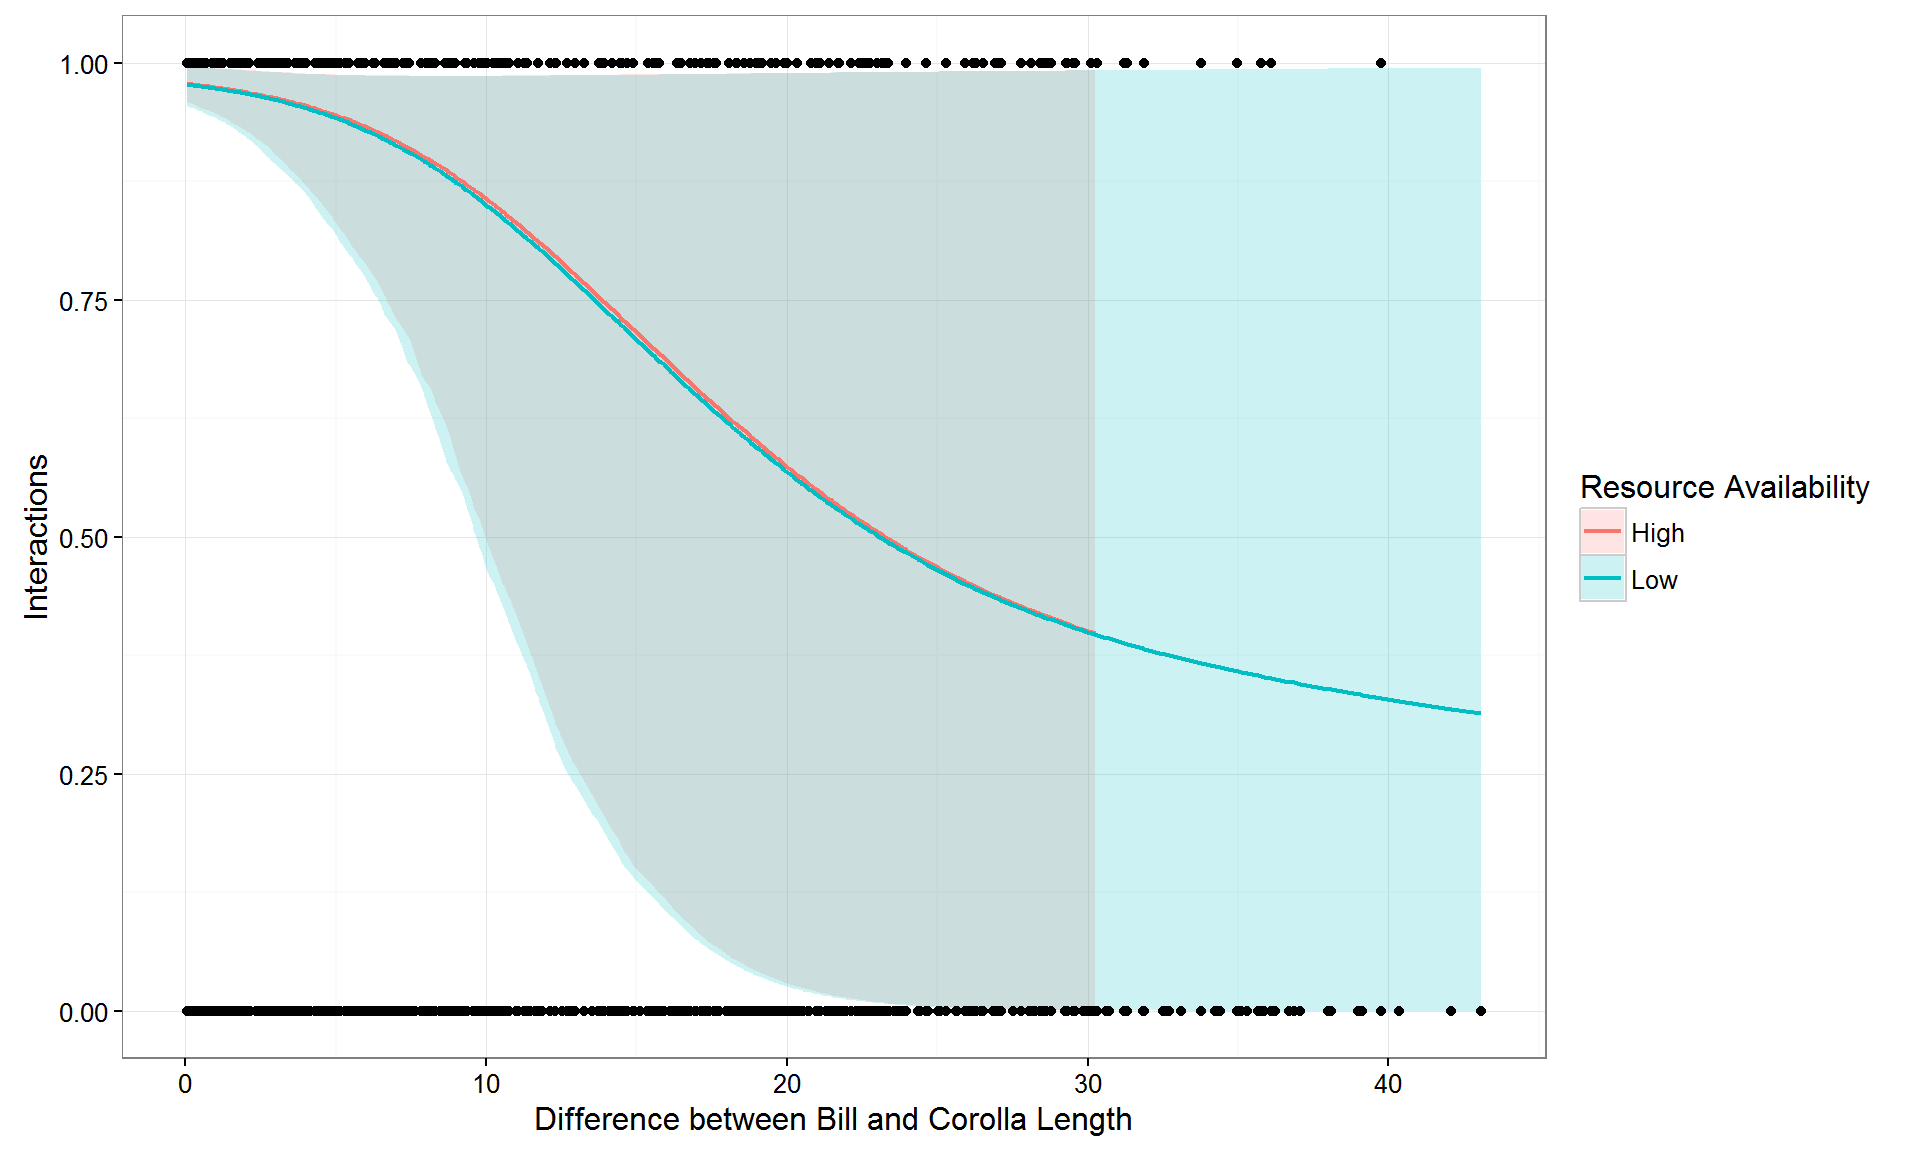 1.00
0.75
0.50
0.25
0.00
Interactions
0 10 20 30 40
Difference between Bill and Corolla Length
Resource Availability
High
Low